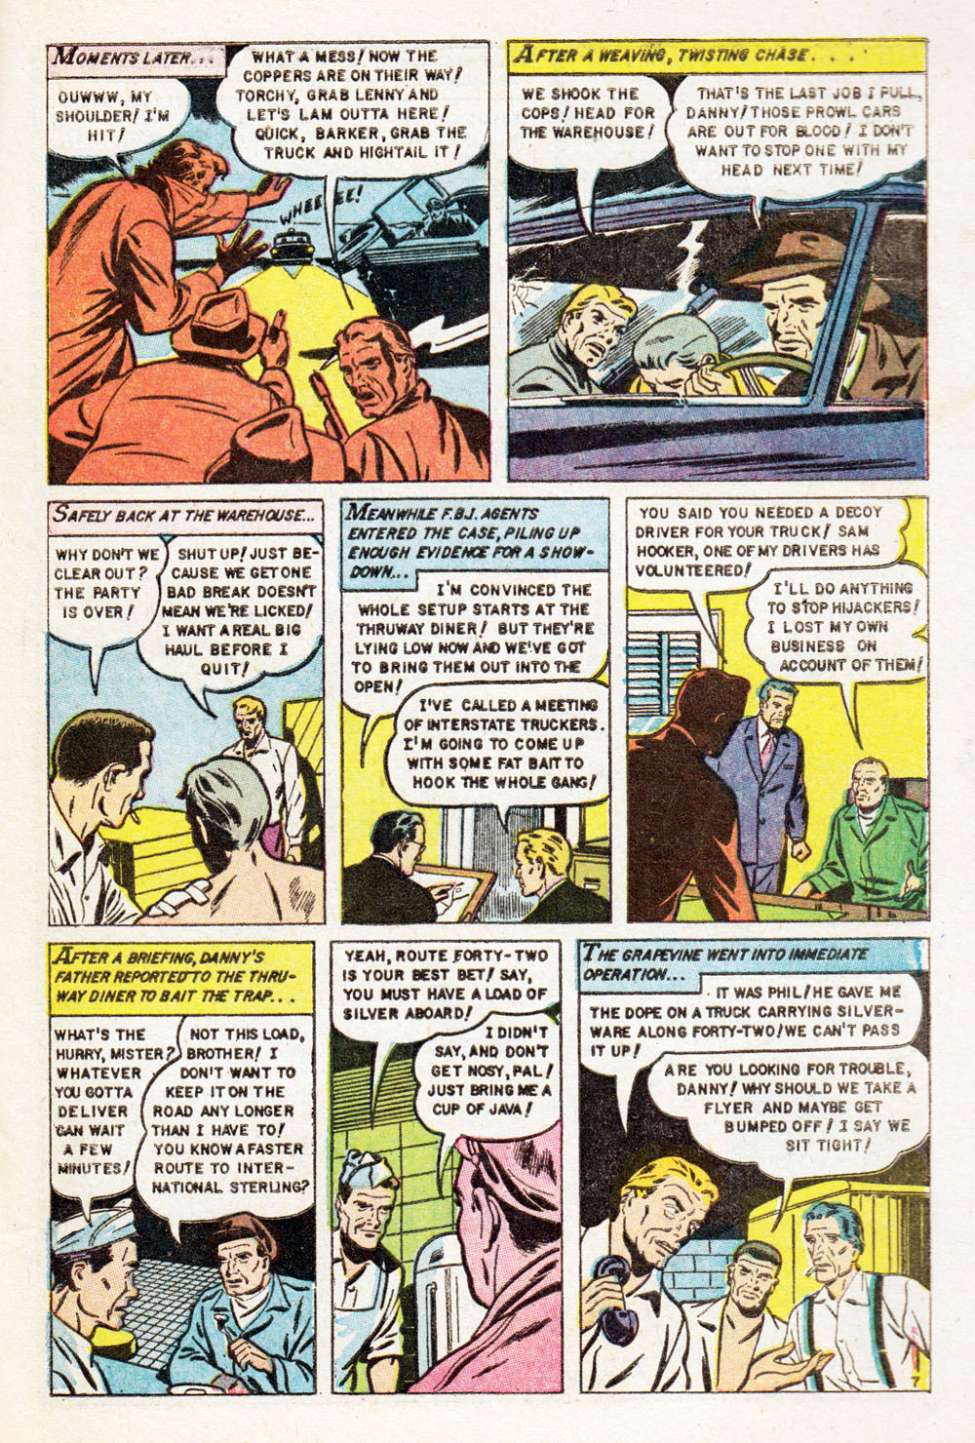 MOMENTS LATER...
OUWWW, MY
SHOULDER! I'M
HIT!
WHAT A MESS! NOW THE
COPPERS ARE ON THEIR WAY!
TORCHY, GRAB LENNY AND
LET'S LAM OUTTA HERE!
QUICK, BARKER, GRAB THE
TRUCK AND HIGHTAIL IT!
WHEEEEE!
AFTER A WEAVING, TWISTING CHASE. . .
WE SHOOK THE
COPS! HEAD FOR
THE WAREHOUSE!
THAT'S THE LAST JOB I PULL,
DANNY! THOSE PROWL CARS
ARE OUT FOR BLOOD! I DON'T
WANT TO STOP ONE WITH MY
HEAD NEXT TIME!
SAFELY BACK AT THE WAREHOUSE...
WHY DON'T WE
CLEAR OUT?
THE PARTY
IS OVER!
SHUT UP! JUST BE-
CAUSE WE GET ONE
BAD BREAK DOESN'T
MEAN WE'RE LICKED!
I WANT A REAL BIG
HAUL BEFORE I
QUIT!
MEANWHILE F.B.I. AGENTS
ENTERED THE CASE, PILING UP
ENOUGH EVIDENCE FOR A SHOW-
DOWN...
I'M CONVINCED THE
WHOLE SETUP STARTS AT THE
THRUWAY DINER! BUT THEY'RE
LYING LOW NOW AND WE'VE GOT
TO BRING THEM OUT INTO THE
OPEN!
I'VE CALLED A MEETING
OF INTERSTATE TRUCKERS.
I'M GOING TO COME UP
WITH SOME FAT BAIT TO
HOOK THE WHOLE GANG!
YOU SAID YOU NEEDED A DECOY
DRIVER FOR YOUR TRUCK! SAM
HOOKER, ONE OF MY DRIVERS HAS
VOLUNTEERED!
I'LL DO ANYTHING
TO STOP HIJACKERS!
I LOST MY OWN
BUSINESS ON
ACCOUNT OF THEM!
AFTER A BRIEFING, DANNY'S
FATHER REPORTED TO THE THRU-
WAY DINER TO BAIT THE TRAP...
WHAT'S THE
HURRY, MISTER?
WHATEVER
YOU GOTTA
DELIVER
CAN WAIT
A FEW
MINUTES!
NOT THIS LOAD,
BROTHER! I
DON'T WANT TO
KEEP IT ON THE
ROAD ANY LONGER
THAN I HAVE TO!
YOU KNOW A FASTER
ROUTE TO INTER-
NATIONAL STERLING?
YEAH, ROUTE FORTY-TWO
IS YOUR BEST BET! SAY,
YOU MUST HAVE A LOAD OF
SILVER ABOARD!
I DIDN'T
SAY, AND DON'T
GET NOSY, PAL!
JUST BRING ME A
CUP OF JAVA!
THE GRAPEVINE WENT INTO IMMEDIATE
OPERATION...
IT WAS PHIL! HE GAVE ME
THE DOPE ON A TRUCK CARRYING SILVER-
WARE ALONG FORTY-TWO! WE CAN'T PASS
IT UP!
ARE YOU LOOKING FOR TROUBLE,
DANNY! WHY SHOULD WE TAKE A
FLYER AND MAYBE GET
BUMPED OFF! I SAY WE
SIT TIGHT!
7